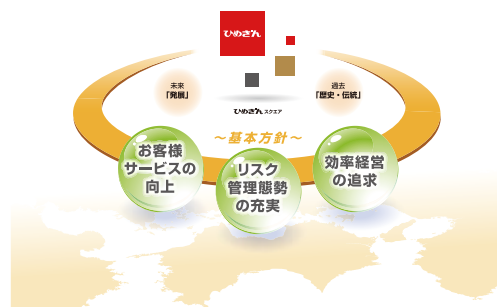 ひめぎん
未来
「発展」
過去
「歴史・伝統」
ひめぎんスクエア
～基本方針～
お客様
サービスの
向上
リスク
管理態勢
の充実
効率経営
の追求